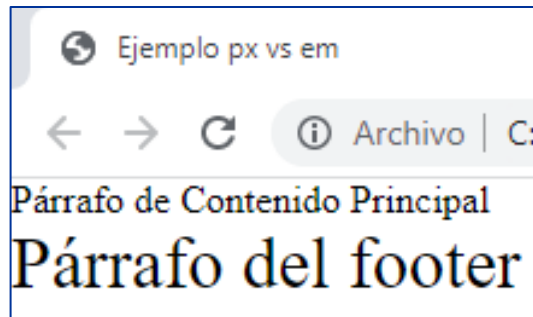 Ejemplo px vs em
Archivo | C:
Párrafo de Contenido Principal
Párrafo del footer